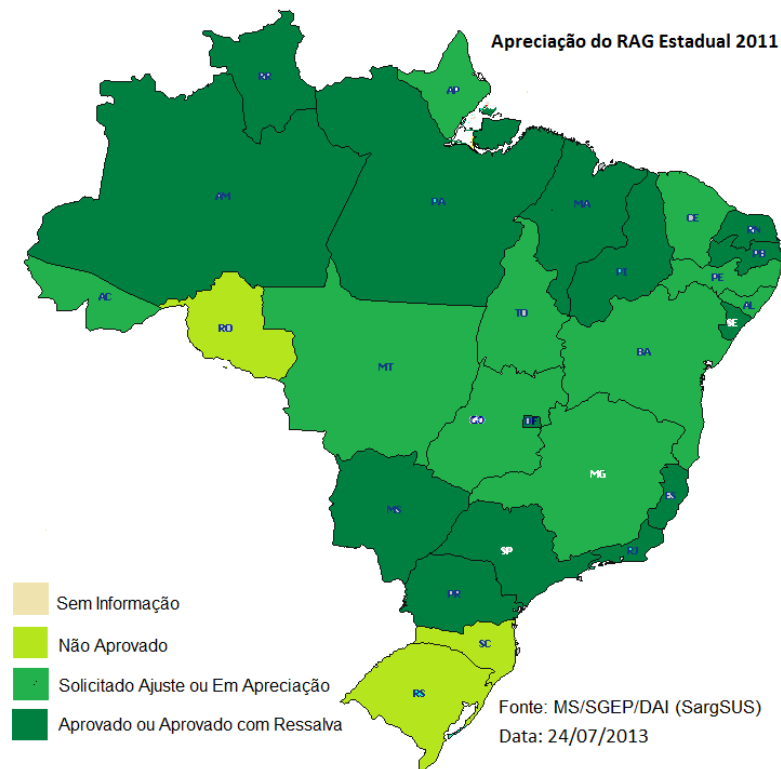 Apreciação do RAG Estadual 2011
RR
AP
AM
PA
MA
CE
RN
PB
PI
PE
AC
AL
TO
SE
RO
BA
MT
GO
DF
MG
ES
MS
SP
RJ
PR
SC
RS
Sem Informação
Não Aprovado
Solicitado Ajuste ou Em Apreciação
Aprovado ou Aprovado com Ressalva
Fonte: MS/SGEP/DAI (SargSUS)
Data: 24/07/2013